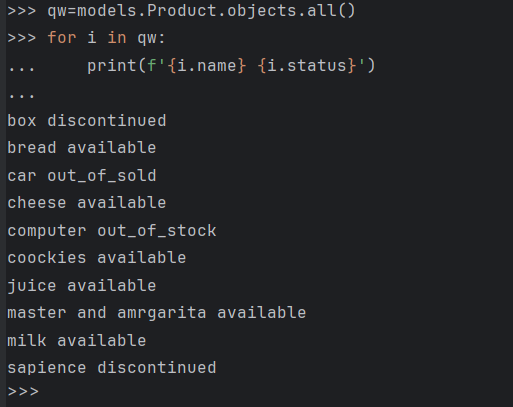 >>> qw=models.Product.objects.all()
>>> for i in qw:
...     print(f'{i.name} {i.status}')
...
box discontinued
bread available
car out_of_sold
cheese available
computer out_of_stock
coockies available
juice available
master and amrgarita available
milk available
sapience discontinued
>>>